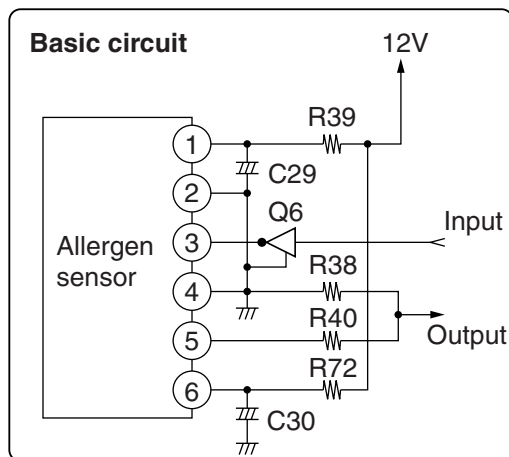 Basic circuit
12V
R39
1
C29
2
Q6
3
Input
Allergen
sensor
R38
4
R40
5
Output
R72
6
C30